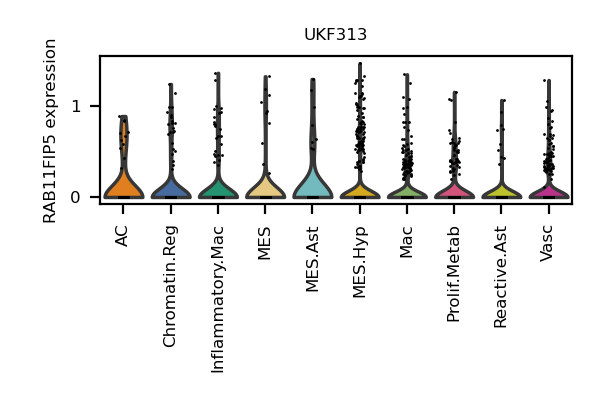 UKF313
RAB11FIP5 expression
1
0
AC
Chromatin.Reg
Inflammatory.Mac
MES
MES.Ast
MES.Hyp
Mac
Prolif.Metab
Reactive.Ast
Vasc